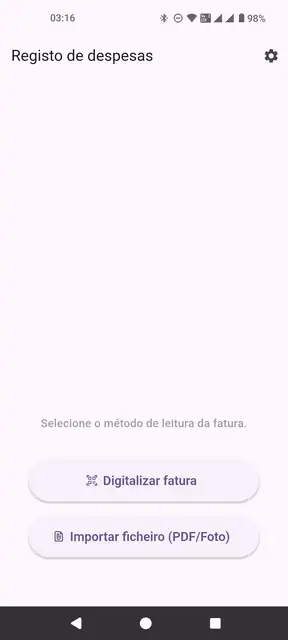 03:16
98%
Registo de despesas
Selecione o método de leitura da fatura.
Digitalizar fatura
Importar ficheiro (PDF/Foto)